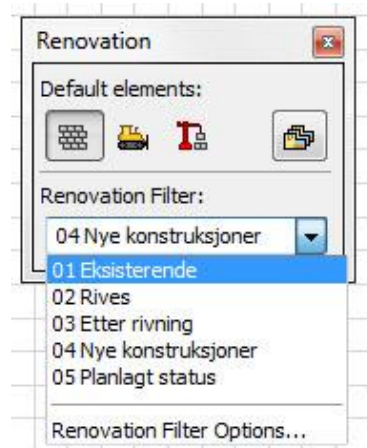 Renovation
Default elements:
Renovation Filter:
04 Nye konstruksjoner
01 Eksisterende
02 Rives
03 Etter rivning
04 Nye konstruksjoner
05 Planlagt status
Renovation Filter Options...